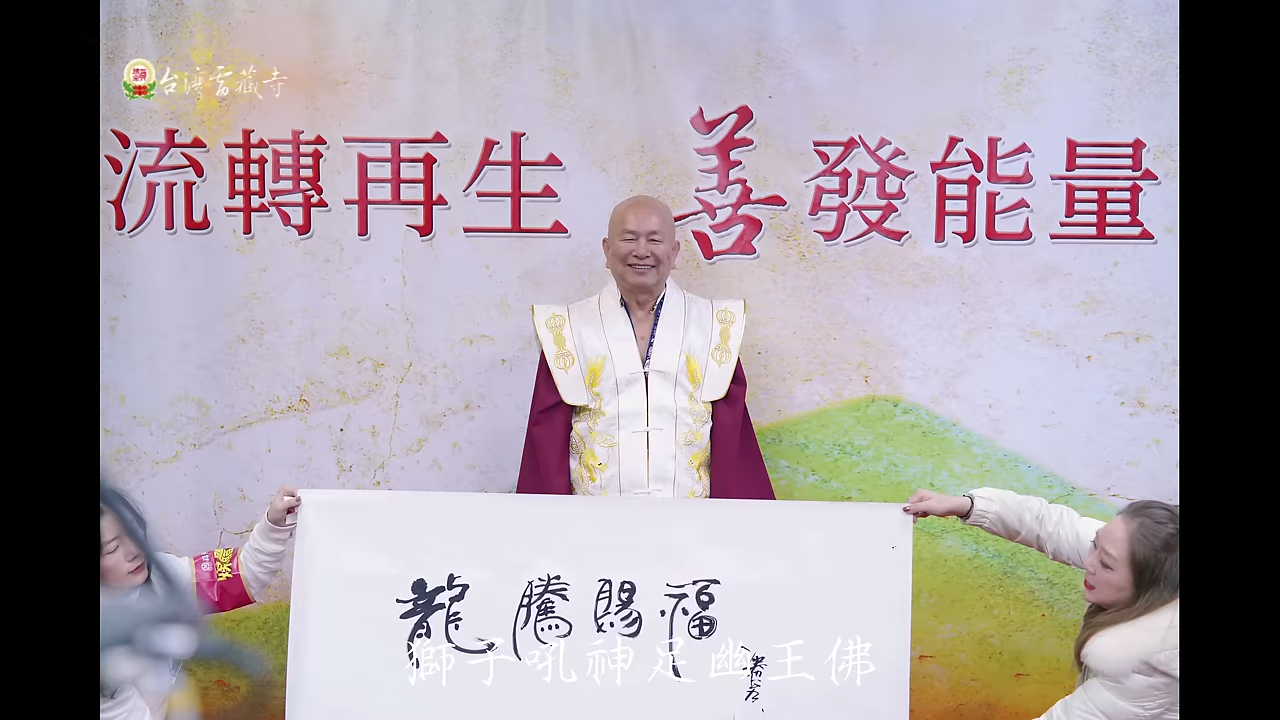 台灣雷藏寺
流轉再生 善發能量
龍騰賜福
獅子吼神足幽王佛